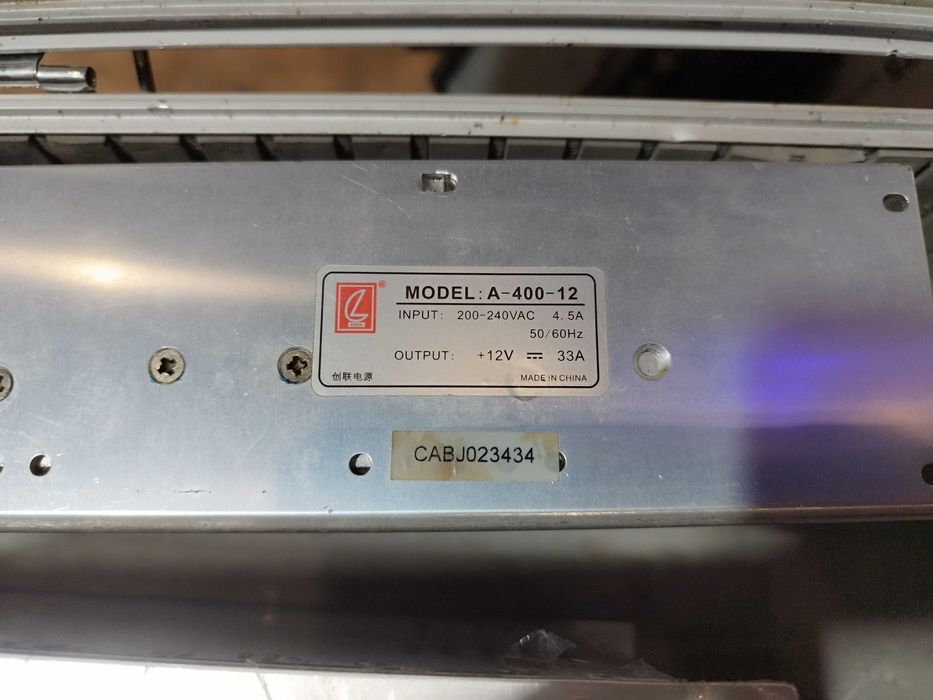 ®
MODEL: A-400-12
INPUT: 200-240VAC 4.5A
50/60Hz
OUTPUT: +12V ⎓ 33A
创联电源 MADE IN CHINA
CABJ023434